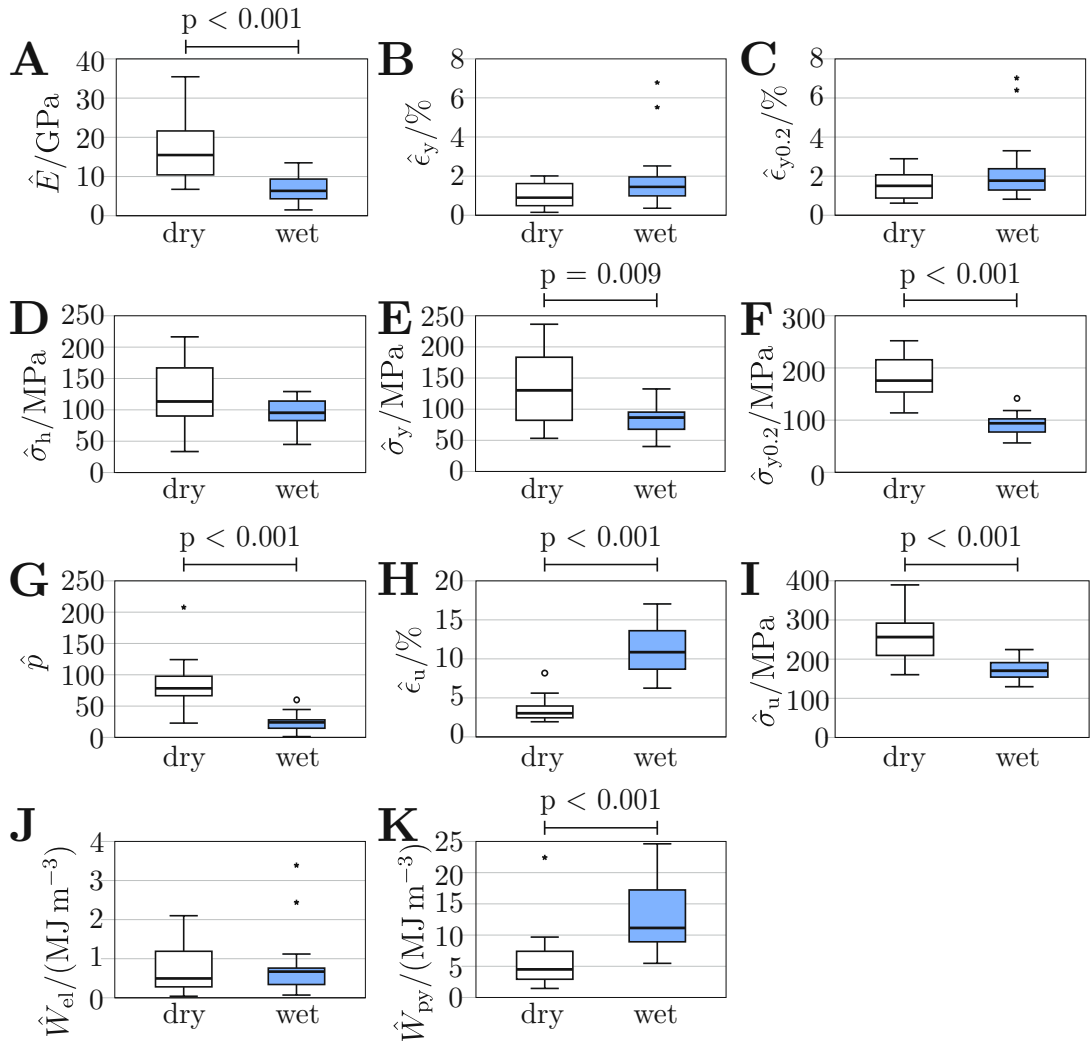 p < 0.001
A
Ê/GPa
40
30
20
10
0
dry wet
B
ε̂y/%
8
6
4
2
0
dry wet
C
ε̂y0.2/%
8
6
4
2
0
dry wet
D
σ̂h/MPa
250
200
150
100
50
0
dry wet
p = 0.009
E
σ̂y/MPa
250
200
150
100
50
0
dry wet
p < 0.001
F
σ̂y0.2/MPa
300
200
100
0
dry wet
p < 0.001
G
p̂
250
200
150
100
50
0
dry wet
p < 0.001
H
ε̂u/%
20
15
10
5
0
dry wet
p < 0.001
I
σ̂u/MPa
400
300
200
100
0
dry wet
J
Ŵel/(MJ m⁻³)
4
3
2
1
0
dry wet
p < 0.001
K
Ŵpy/(MJ m⁻³)
25
20
15
10
5
0
dry wet